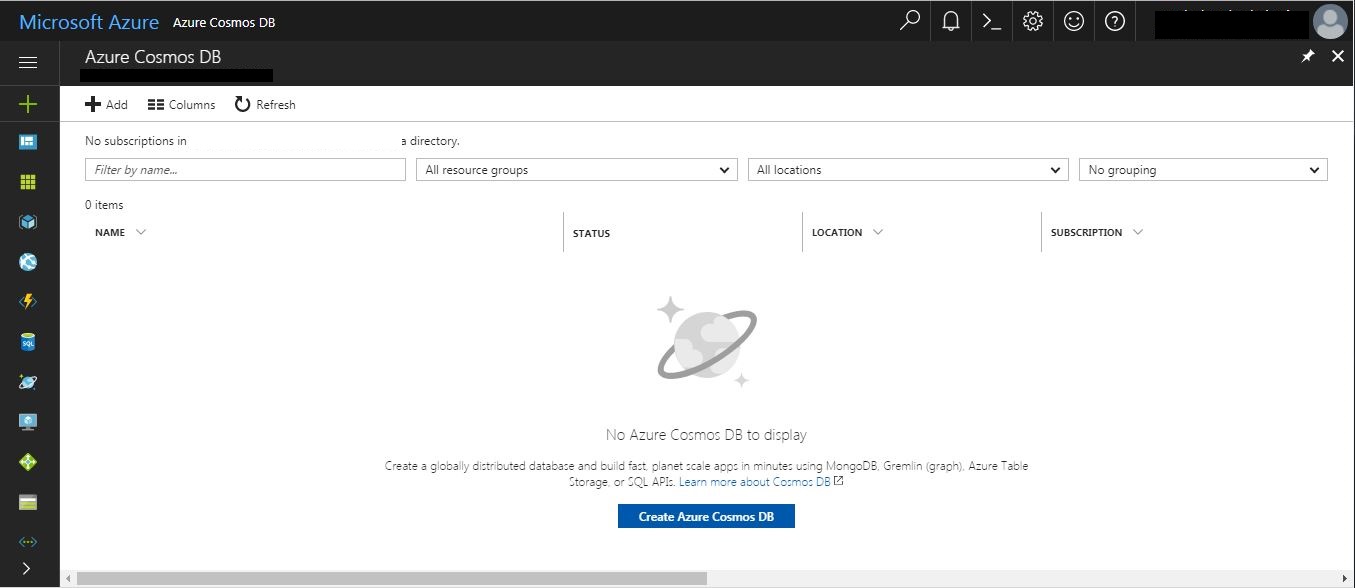 Microsoft Azure Azure Cosmos DB
Azure Cosmos DB
Add Columns Refresh
No subscriptions in a directory.
Filter by name... All resource groups All locations No grouping
0 items
NAME STATUS LOCATION SUBSCRIPTION
SQL
No Azure Cosmos DB to display
Create a globally distributed database and build fast, planet scale apps in minutes using MongoDB, Gremlin (graph), Azure Table
Storage, or SQL APIs. Learn more about Cosmos DB
Create Azure Cosmos DB